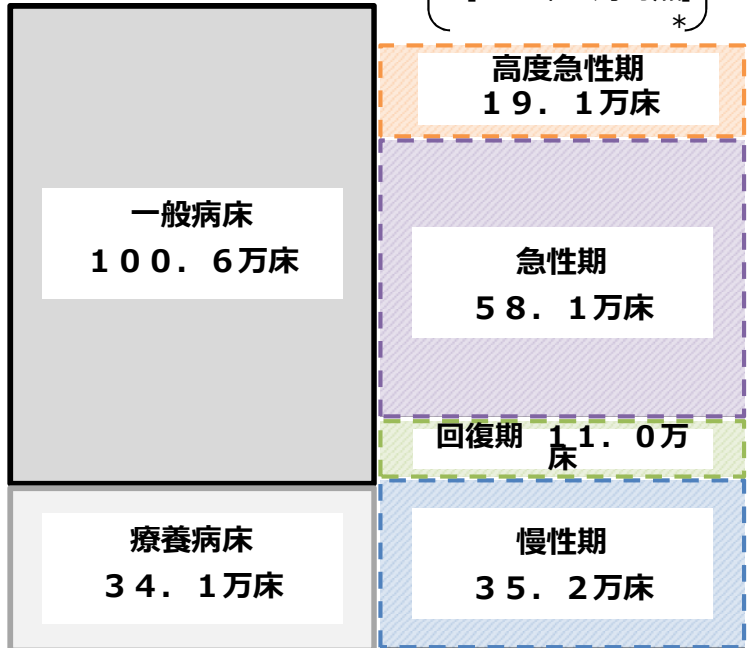 *
高度急性期
１９．１万床
一般病床
１００．６万床
急性期
５８．１万床
回復期 １１．０万
床
療養病床
３４．１万床
慢性期
３５．２万床